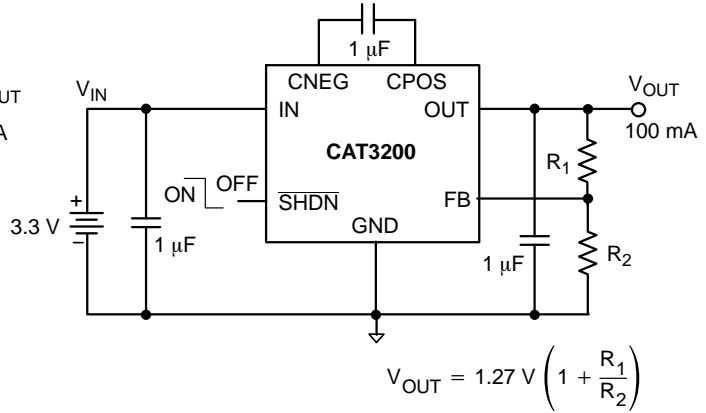 1 μF
CNEG CPOS
V_IN
IN
OUT
V_OUT
100 mA
UT
A
CAT3200
R_1
ON OFF
SHDN
FB
GND
3.3 V
+
−
1 μF
1 μF
R_2
V_OUT = 1.27 V (1 + R_1/R_2)